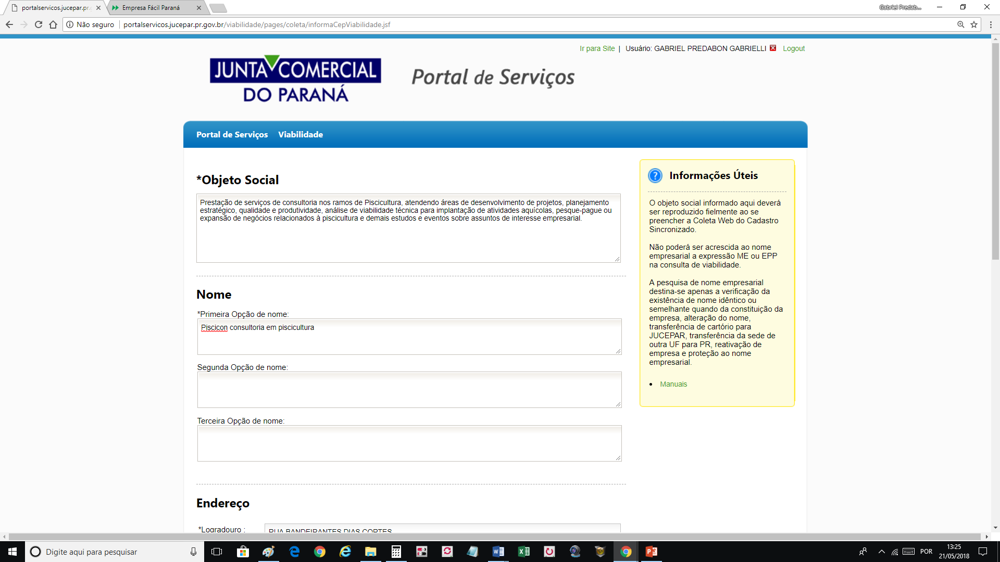 portalservicos.jucepar.pr.g
Empresa Fácil Paraná
Gabriel Predab...
Não seguro
portalservicos.jucepar.pr.gov.br/viabilidade/pages/coleta/informaCepViabilidade.jsf
Ir para Site | Usuário: GABRIEL PREDABON GABRIELLI Logout
JUNTA COMERCIAL
DO PARANÁ
Portal de Serviços
Portal de Serviços Viabilidade
*Objeto Social
Prestação de serviços de consultoria nos ramos de Piscicultura, atendendo áreas de desenvolvimento de projetos, planejamento
estratégico, qualidade e produtividade, análise de viabilidade técnica para implantação de atividades aquícolas, pesque-pague ou
expansão de negócios relacionados à piscicultura e demais estudos e eventos sobre assuntos de interesse empresarial.
Nome
*Primeira Opção de nome:
Piscicon consultoria em piscicultura
Segunda Opção de nome:
Terceira Opção de nome:
Endereço
*Logradouro :
RUA BANDEIRANTES DIAS CORTES
Informações Úteis
O objeto social informado aqui deverá
ser reproduzido fielmente ao se
preencher a Coleta Web do Cadastro
Sincronizado.
Não poderá ser acrescida ao nome
empresarial a expressão ME ou EPP
na consulta de viabilidade.
A pesquisa de nome empresarial
destina-se apenas a verificação da
existência de nome idêntico ou
semelhante quando da constituição da
empresa, alteração do nome,
transferência de cartório para
JUCEPAR, transferência da sede de
outra UF para PR, reativação de
empresa e proteção ao nome
empresarial.
Manuais
Digite aqui para pesquisar
POR
13:25
21/05/2018